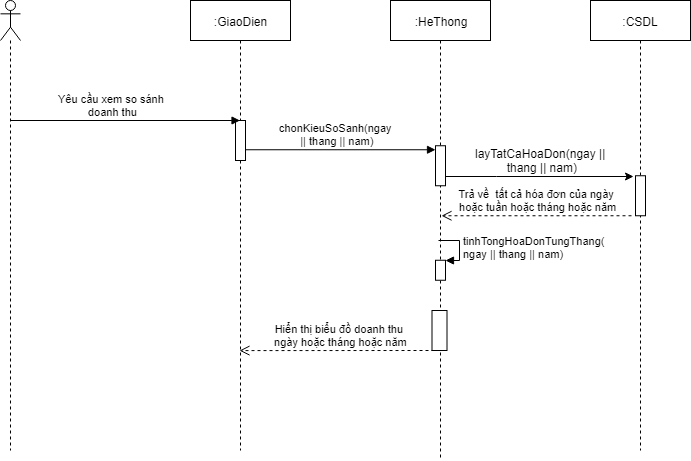 :GiaoDien
:HeThong
:CSDL
Yêu cầu xem so sánh
doanh thu
chonKieuSoSanh(ngay
|| thang || nam)
layTatCaHoaDon(ngay ||
thang || nam)
Trả về tất cả hóa đơn của ngày
hoặc tuần hoặc tháng hoặc năm
tinhTongHoaDonTungThang(
ngay || thang || nam)
Hiển thị biểu đồ doanh thu
ngày hoặc tháng hoặc năm